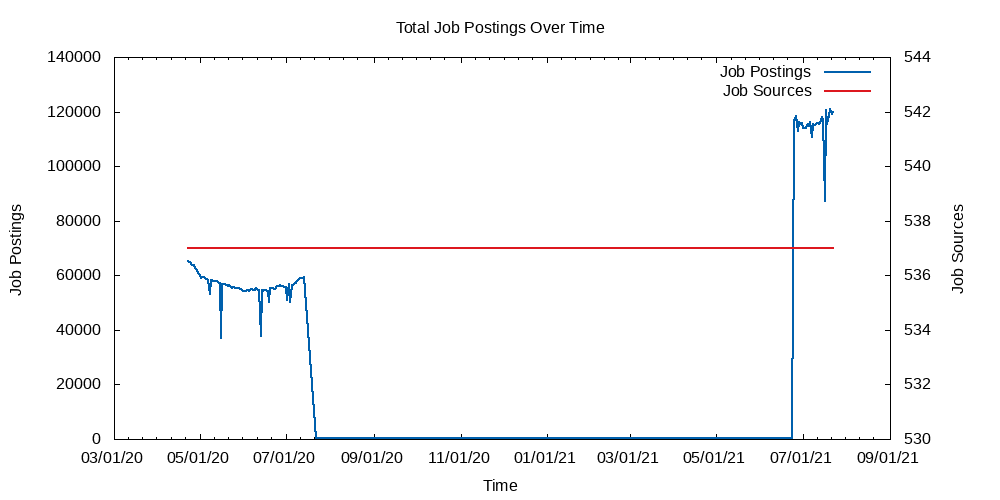 Total Job Postings Over Time
140000
120000
100000
80000
60000
40000
20000
0
544
542
540
538
536
534
532
530
Job Postings
Job Sources
Job Postings
Job Sources
03/01/20 05/01/20 07/01/20 09/01/20 11/01/20 01/01/21 03/01/21 05/01/21 07/01/21 09/01/21
Time